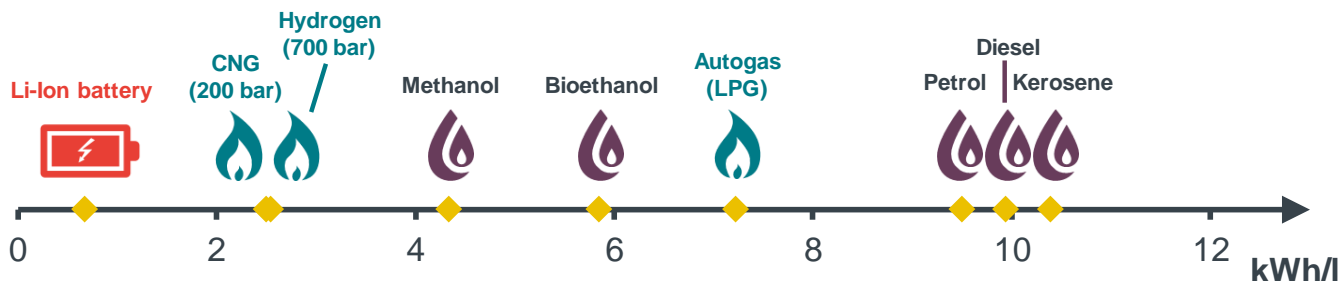 Li-Ion battery
CNG
(200 bar)
Hydrogen
(700 bar)
Methanol
Bioethanol
Autogas
(LPG)
Petrol
Diesel
Kerosene
0
2
4
6
8
10
12
kWh/l